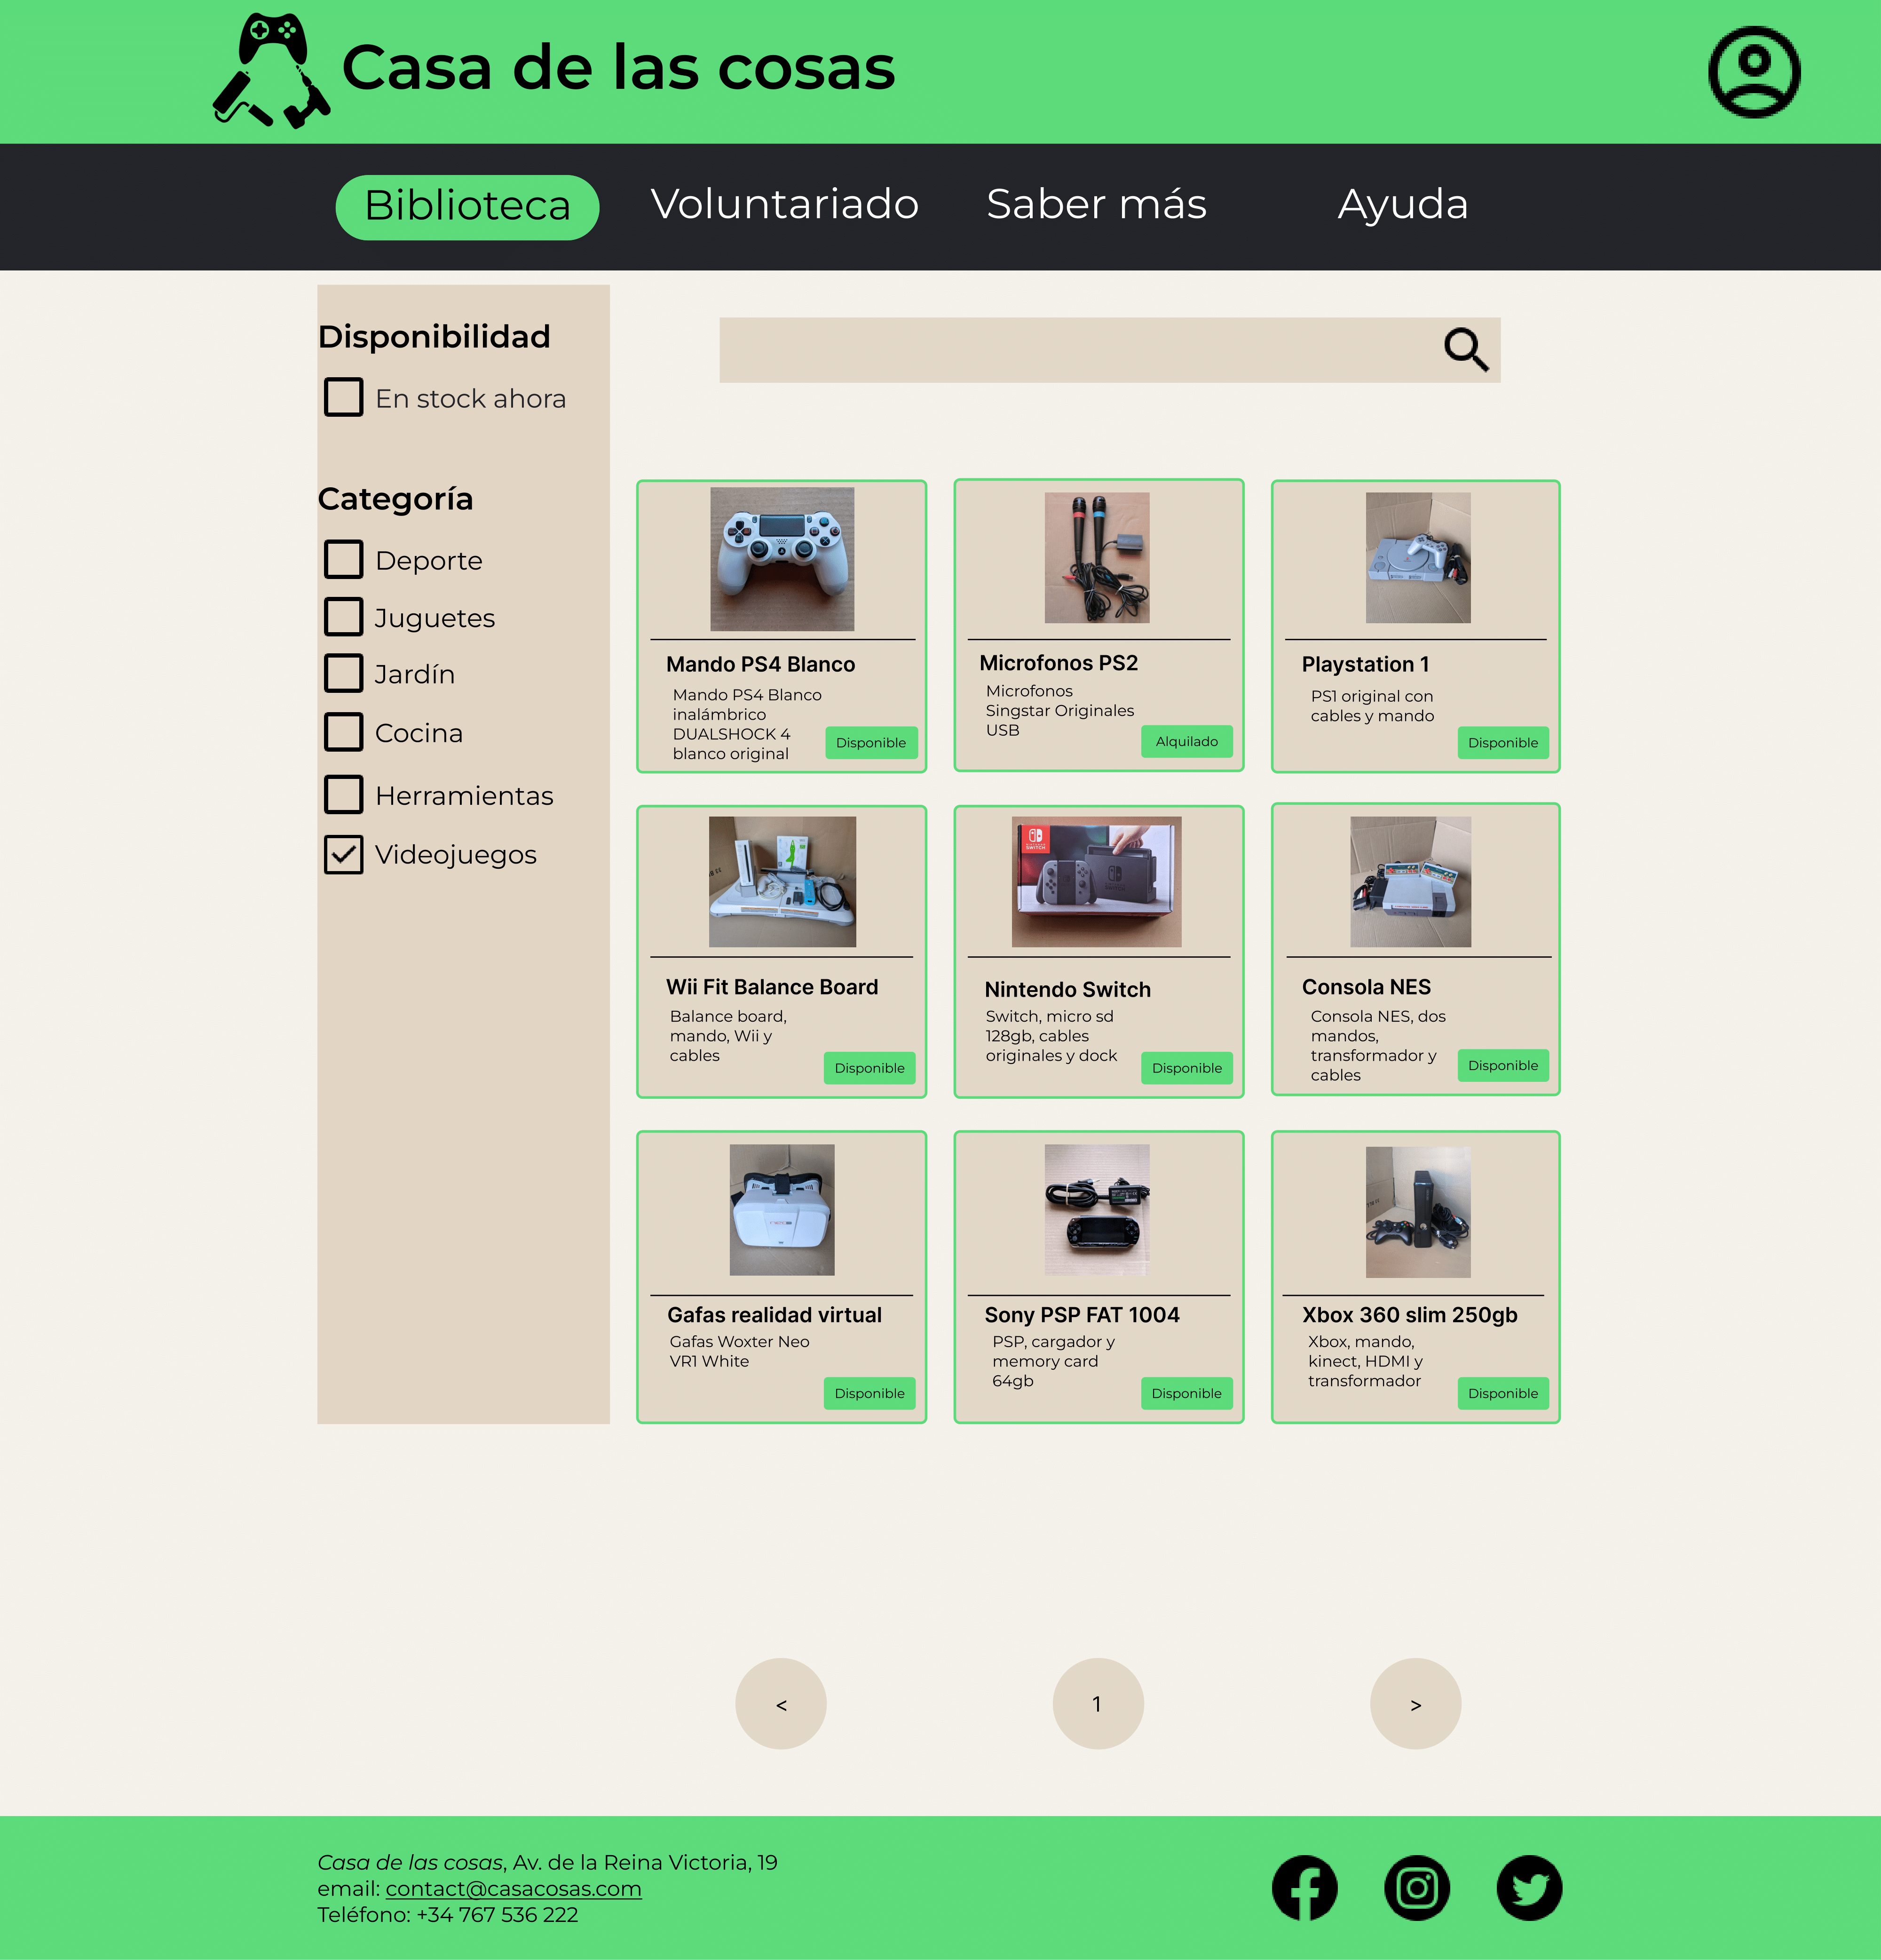 Casa de las cosas
Biblioteca
Voluntariado
Saber más
Ayuda
Disponibilidad
En stock ahora
Categoría
Deporte
Juguetes
Jardín
Cocina
Herramientas
Videojuegos
Mando PS4 Blanco
Mando PS4 Blanco
inalámbrico
DUALSHOCK 4
blanco original
Disponible
Microfonos PS2
Microfonos
Singstar Originales
USB
Alquilado
Playstation 1
PS1 original con
cables y mando
Disponible
Wii Fit Balance Board
Balance board,
mando, Wii y
cables
Disponible
SWITCH
Nintendo Switch
Switch, micro sd
128gb, cables
originales y dock
Disponible
Consola NES
Consola NES, dos
mandos,
transformador y
cables
Disponible
Gafas realidad virtual
Gafas Woxter Neo
VR1 White
Disponible
Sony PSP FAT 1004
PSP, cargador y
memory card
64gb
Disponible
Xbox 360 slim 250gb
Xbox, mando,
kinect, HDMI y
transformador
Disponible
<
1
>
Casa de las cosas, Av. de la Reina Victoria, 19
email: contact@casacosas.com
Teléfono: +34 767 536 222